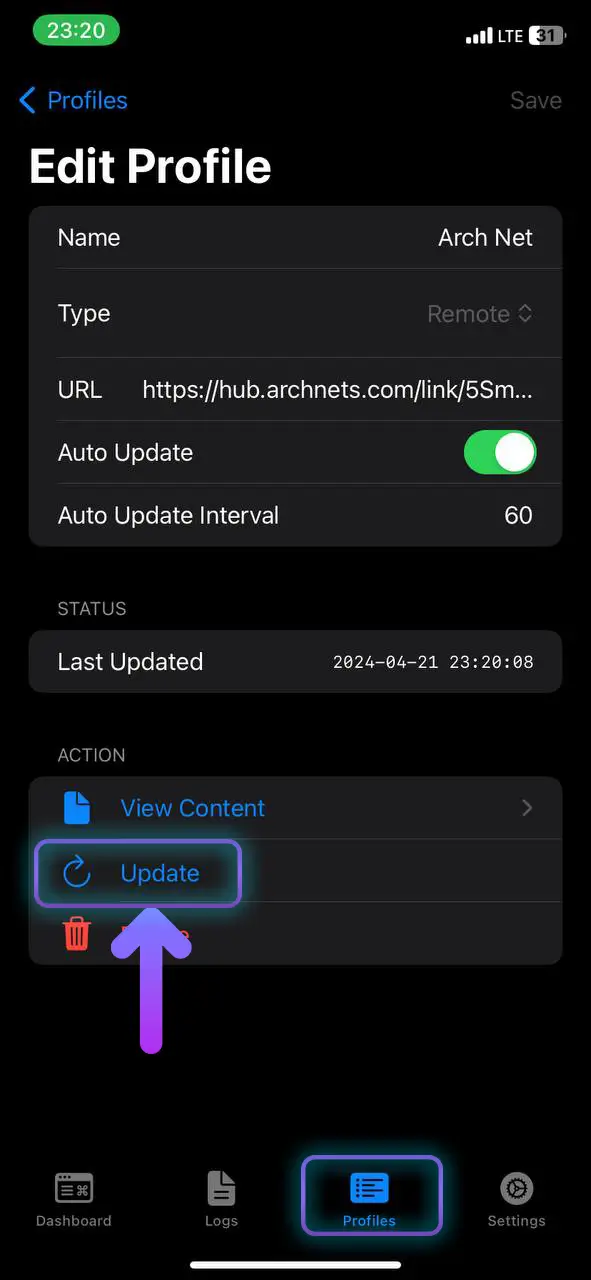 23:20
LTE 31
Profiles Save
Edit Profile
Name Arch Net
Type Remote
URL https://hub.archnets.com/link/5Sm...
Auto Update
Auto Update Interval 60
STATUS
Last Updated 2024-04-21 23:20:08
ACTION
View Content
Update
Dashboard Logs Profiles Settings